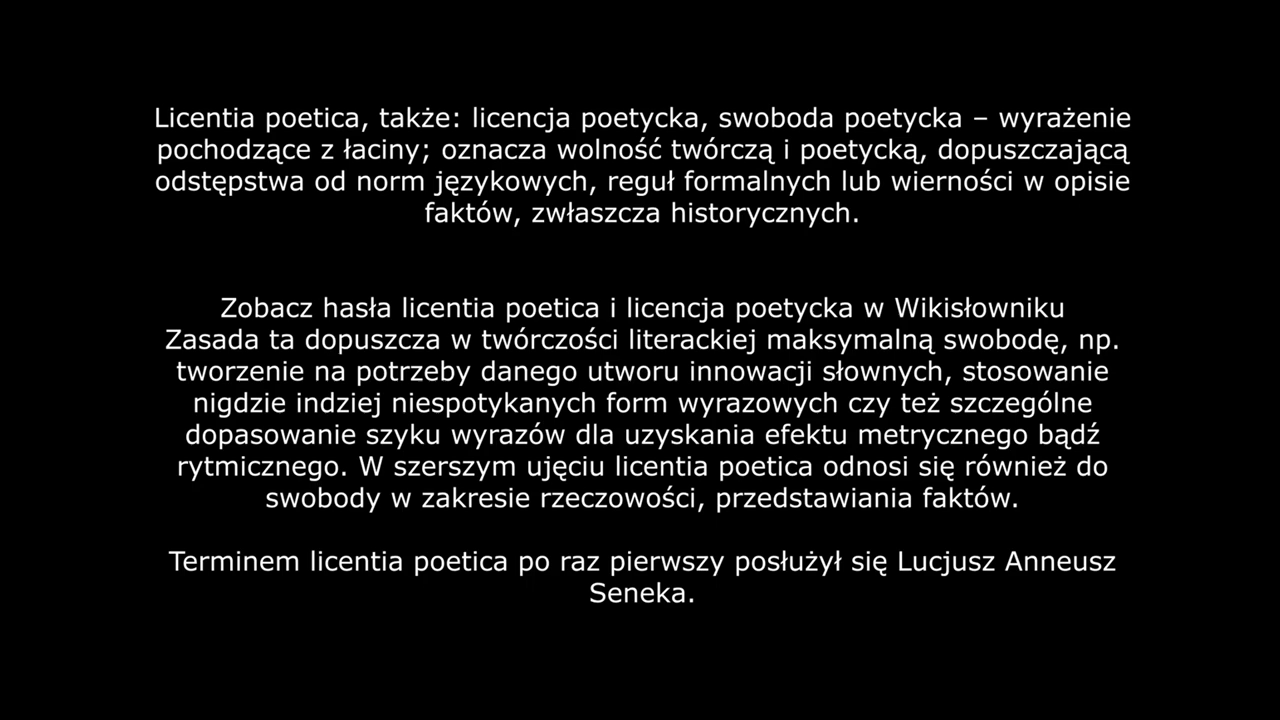 Licentia poetica, także: licencja poetycka, swoboda poetycka – wyrażenie
pochodzące z łaciny; oznacza wolność twórczą i poetycką, dopuszczającą
odstępstwa od norm językowych, reguł formalnych lub wierności w opisie
faktów, zwłaszcza historycznych.
Zobacz hasła licentia poetica i licencja poetycka w Wikisłowniku
Zasada ta dopuszcza w twórczości literackiej maksymalną swobodę, np.
tworzenie na potrzeby danego utworu innowacji słownych, stosowanie
nigdzie indziej niespotykanych form wyrazowych czy też szczególne
dopasowanie szyku wyrazów dla uzyskania efektu metrycznego bądź
rytmicznego. W szerszym ujęciu licentia poetica odnosi się również do
swobody w zakresie rzeczowości, przedstawiania faktów.
Terminem licentia poetica po raz pierwszy posłużył się Lucjusz Anneusz
Seneka.